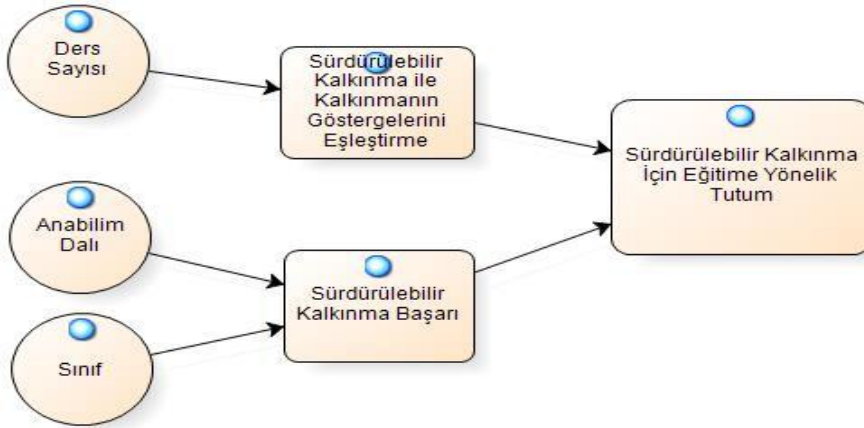 Ders
Sayısı
Sürdürülebilir
Kalkınma ile
Kalkınmanın
Göstergelerini
Eşleştirme
Sürdürülebilir Kalkınma
İçin Eğitime Yönelik
Tutum
Anabilim
Dalı
Sürdürülebilir
Kalkınma Başarı
Sınıf